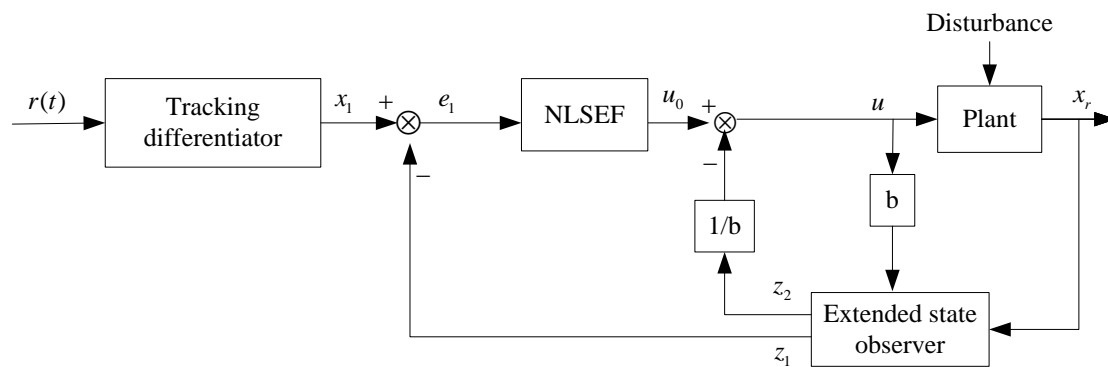 Disturbance
r(t)
Tracking
differentiator
x₁
+
e₁
−
NLSEF
u₀
+
−
u
Plant
xᵣ
b
1/b
z₂
z₁
Extended state
observer